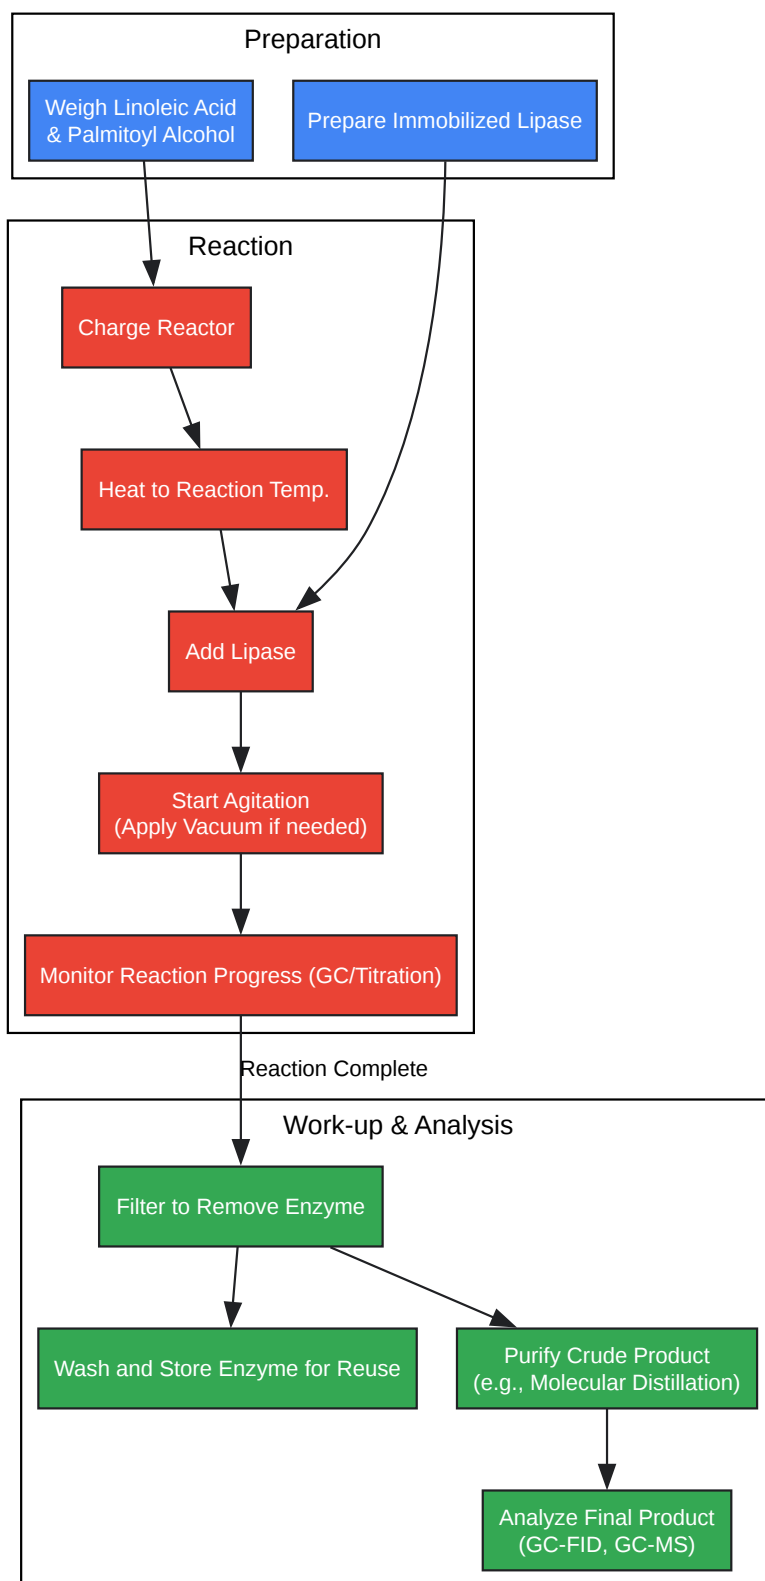 Preparation
Weigh Linoleic Acid
& Palmitoyl Alcohol
Prepare Immobilized Lipase
Reaction
Charge Reactor
Heat to Reaction Temp.
Add Lipase
Start Agitation
(Apply Vacuum if needed)
Monitor Reaction Progress (GC/Titration)
Reaction Complete
Work-up & Analysis
Filter to Remove Enzyme
Wash and Store Enzyme for Reuse
Purify Crude Product
(e.g., Molecular Distillation)
Analyze Final Product
(GC-FID, GC-MS)